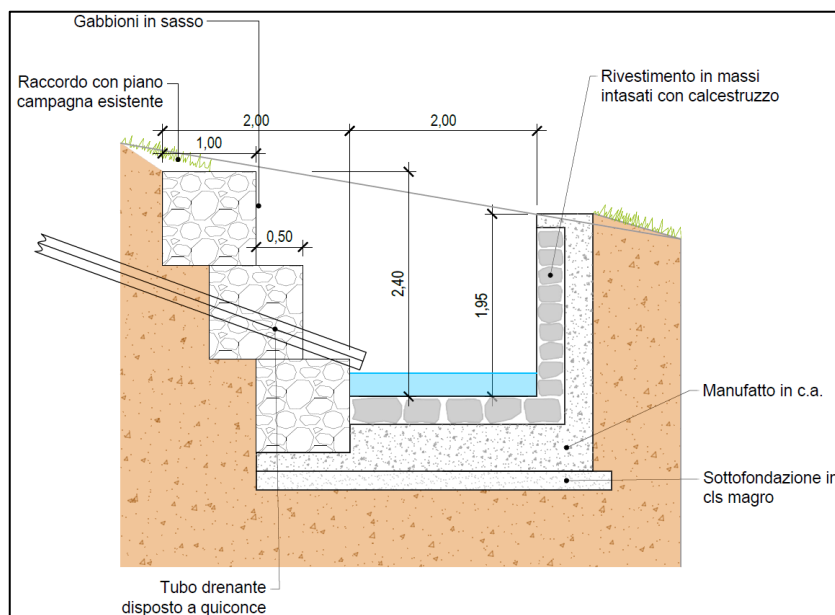 Gabbioni in sasso
Raccordo con piano
campagna esistente
Rivestimento in massi
intasati con calcestruzzo
2,00
2,00
1,00
0,50
2,40
1,95
Manufatto in c.a.
Sottofondazione in
cls magro
Tubo drenante
disposto a quiconce